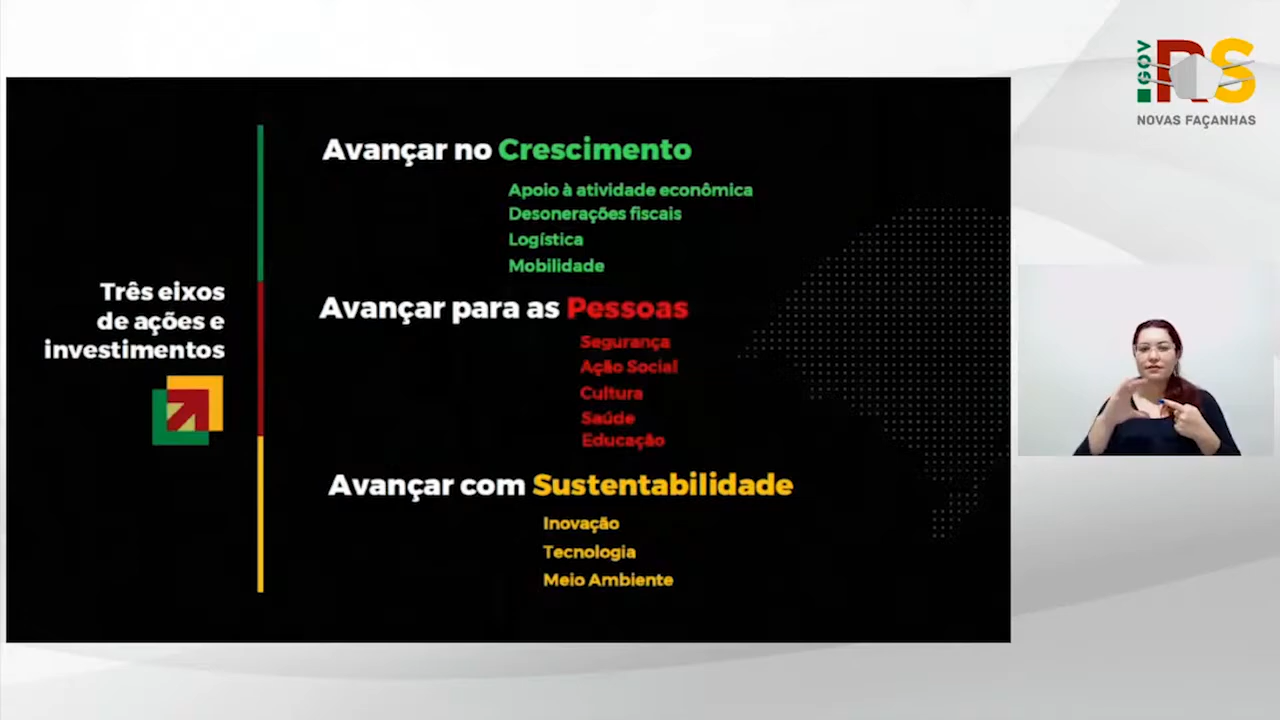 GOV
RS
NOVAS FAÇANHAS
Três eixos
de ações e
investimentos
Avançar no Crescimento
Apoio à atividade econômica
Desonerações fiscais
Logística
Mobilidade
Avançar para as Pessoas
Segurança
Ação Social
Cultura
Saúde
Educação
Avançar com Sustentabilidade
Inovação
Tecnologia
Meio Ambiente